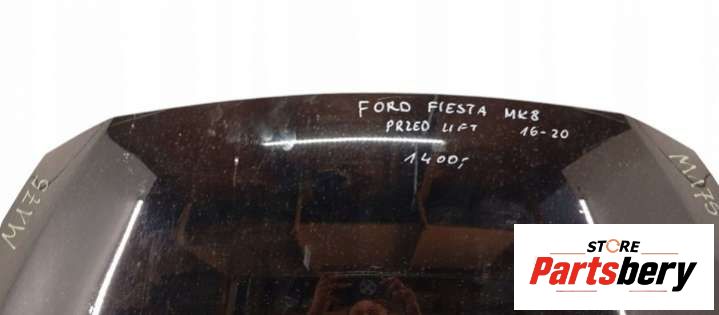 FORD FIESTA MK8
PRZED LIFT 16-20
1400,-
M175
M175
STORE
Partsbery